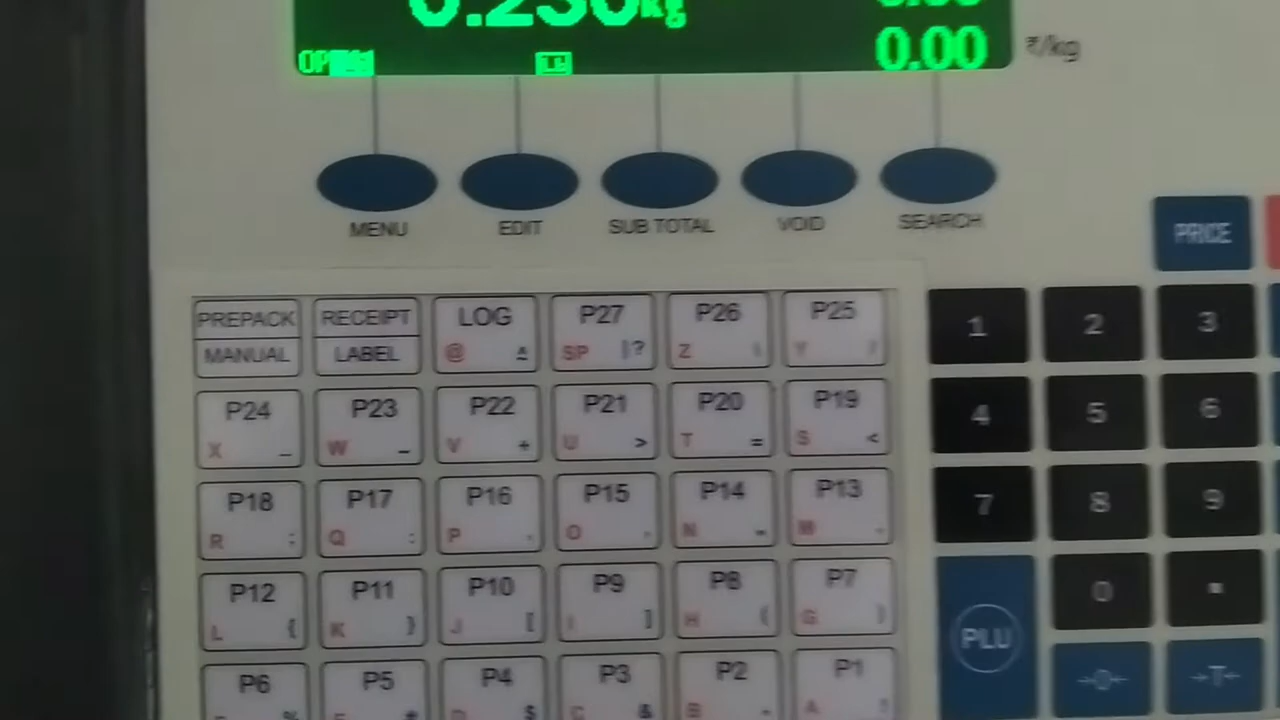 kg
0.00
₹/kg
MENU EDIT SUB TOTAL VOID SEARCH
PRICE
PREPACK RECEIPT LOG P27 P26 P25
MANUAL LABEL @ SP ? Z Y
1 2 3
P24 P23 P22 P21 P20 P19
X _ W – V + U > T = S <
4 5 6
P18 P17 P16 P15 P14 P13
R ; Q : P O N M
7 8 9
P12 P11 P10 P9 P8 P7
L { K } J [ I ] H ( G )
0 .
PLU
→0← →T←
P6 P5 P4 P3 P2 P1
% $ & B A